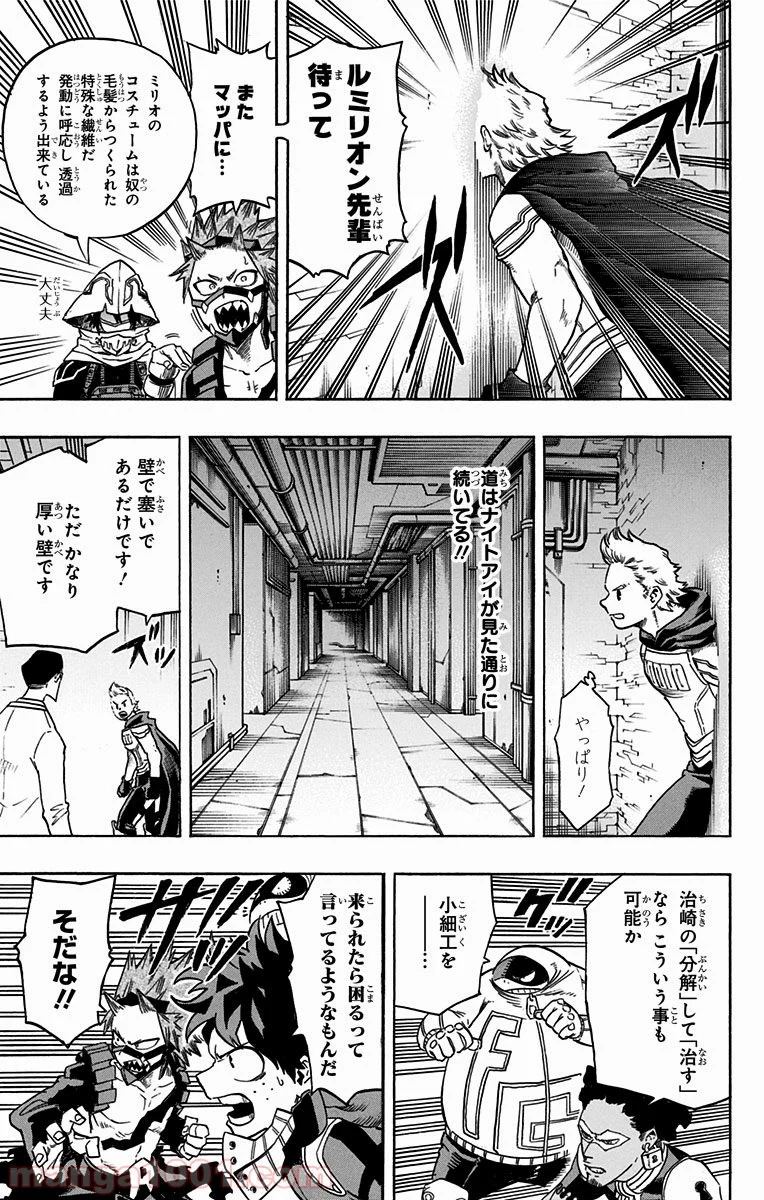 ルミリオン先輩
待って
ズズッ
また
マッパに…
ミリオの
コスチュームは奴の
毛髪からつくられた
特殊な繊維だ
発動に呼応し 透過
するよう出来ている
大丈夫
やっぱり!
道はナイトアイが見た通りに
続いてる!!
壁で塞いで
あるだけです!
ただ かなり
厚い壁です
治崎の「分解」して「治す」
なら こういう事も
可能か
小細工を
———
来られたら困るって
言ってるようなもんだ
そだな!!
F
C